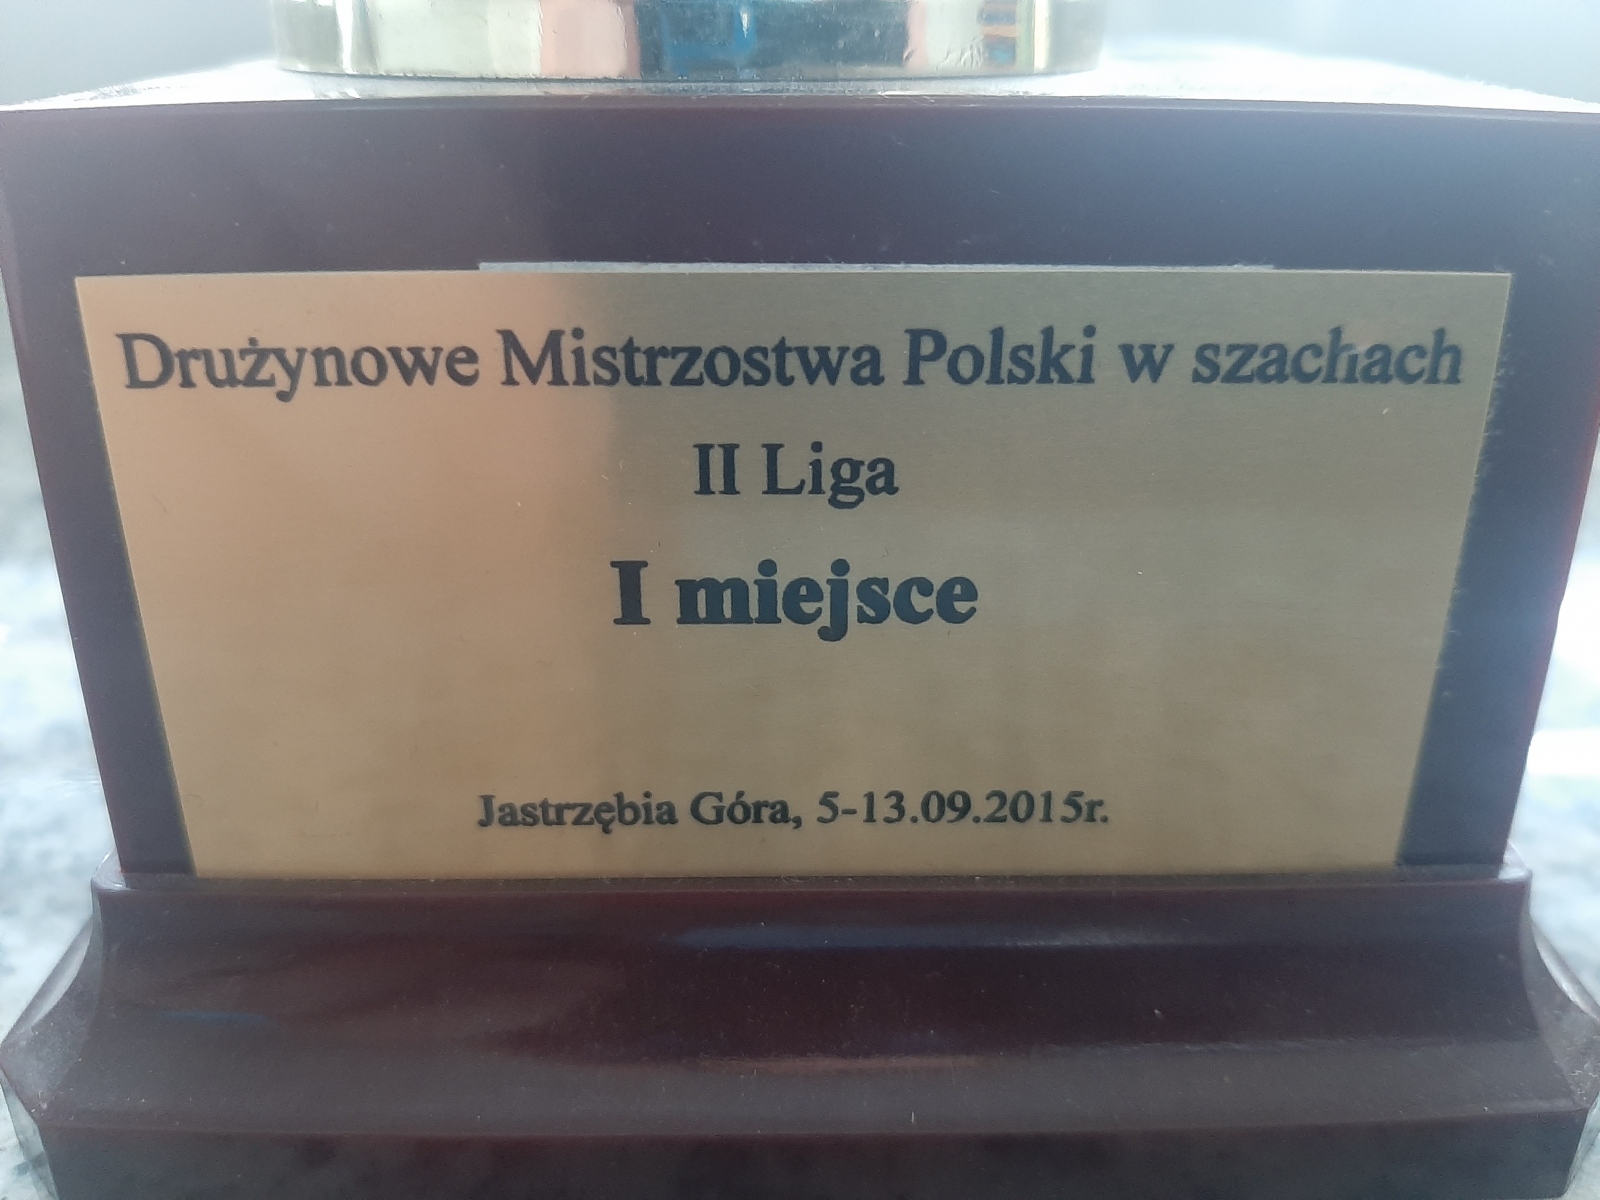 Drużynowe Mistrzostwa Polski w szachach
II Liga
I miejsce
Jastrzębia Góra, 5-13.09.2015r.